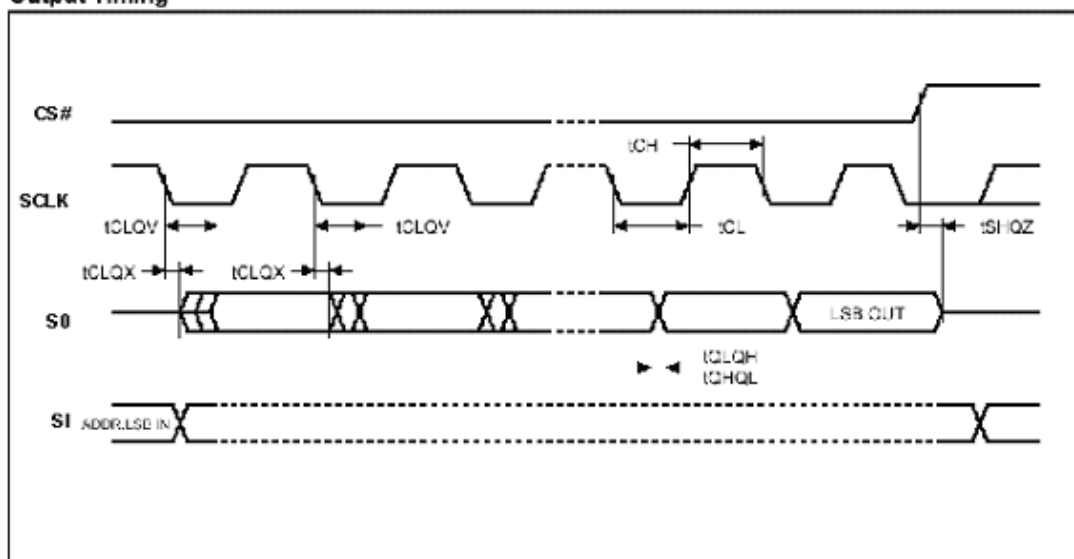 Output Timing
CS#
tCH
SCLK
tCLQV
tCLQV
tCL
tSHQZ
tCLQX
tCLQX
SO
LSB OUT
tQLQH
tQHQL
SI
ADDR.LSB IN